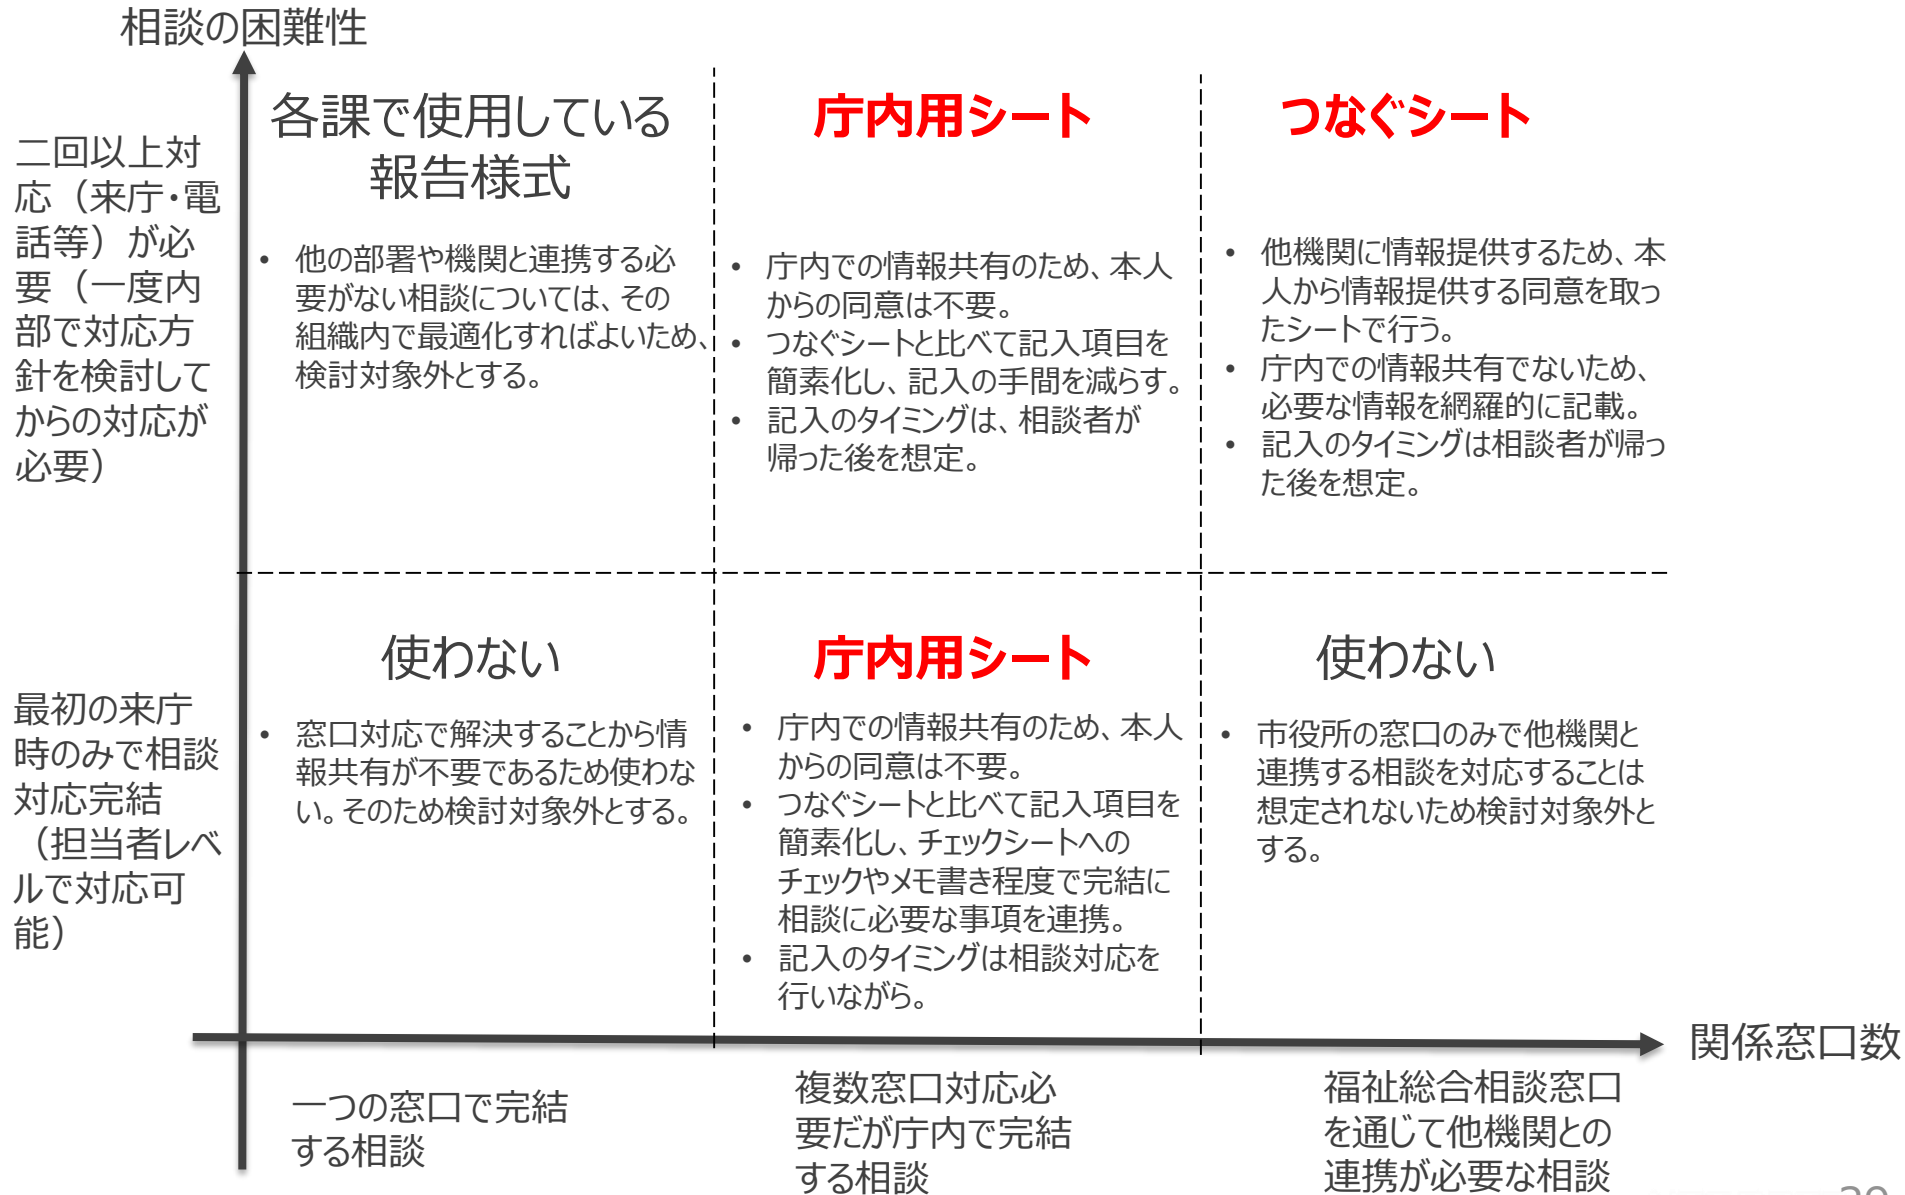 相談の困難性
二回以上対
応（来庁・電
話等）が必
要（一度内
部で対応方
針を検討して
からの対応が
必要）
各課で使用している
報告様式
• 他の部署や機関と連携する必
要がない相談については、その
組織内で最適化すればよいため、
検討対象外とする。
庁内用シート
• 庁内での情報共有のため、本人
からの同意は不要。
• つなぐシートと比べて記入項目を
簡素化し、記入の手間を減らす。
• 記入のタイミングは、相談者が
帰った後を想定。
つなぐシート
• 他機関に情報提供するため、本
人から情報提供する同意を取っ
たシートで行う。
• 庁内での情報共有でないため、
必要な情報を網羅的に記載。
• 記入のタイミングは相談者が帰っ
た後を想定。
最初の来庁
時のみで相談
対応完結
（担当者レベ
ルで対応可
能）
使わない
• 窓口対応で解決することから情
報共有が不要であるため使わな
い。そのため検討対象外とする。
庁内用シート
• 庁内での情報共有のため、本人
からの同意は不要。
• つなぐシートと比べて記入項目を
簡素化し、チェックシートへの
チェックやメモ書き程度で完結に
相談に必要な事項を連携。
• 記入のタイミングは相談対応を
行いながら。
使わない
• 市役所の窓口のみで他機関と
連携する相談を対応することは
想定されないため検討対象外と
する。
関係窓口数
一つの窓口で完結
する相談
複数窓口対応必
要だが庁内で完結
する相談
福祉総合相談窓口
を通じて他機関との
連携が必要な相談